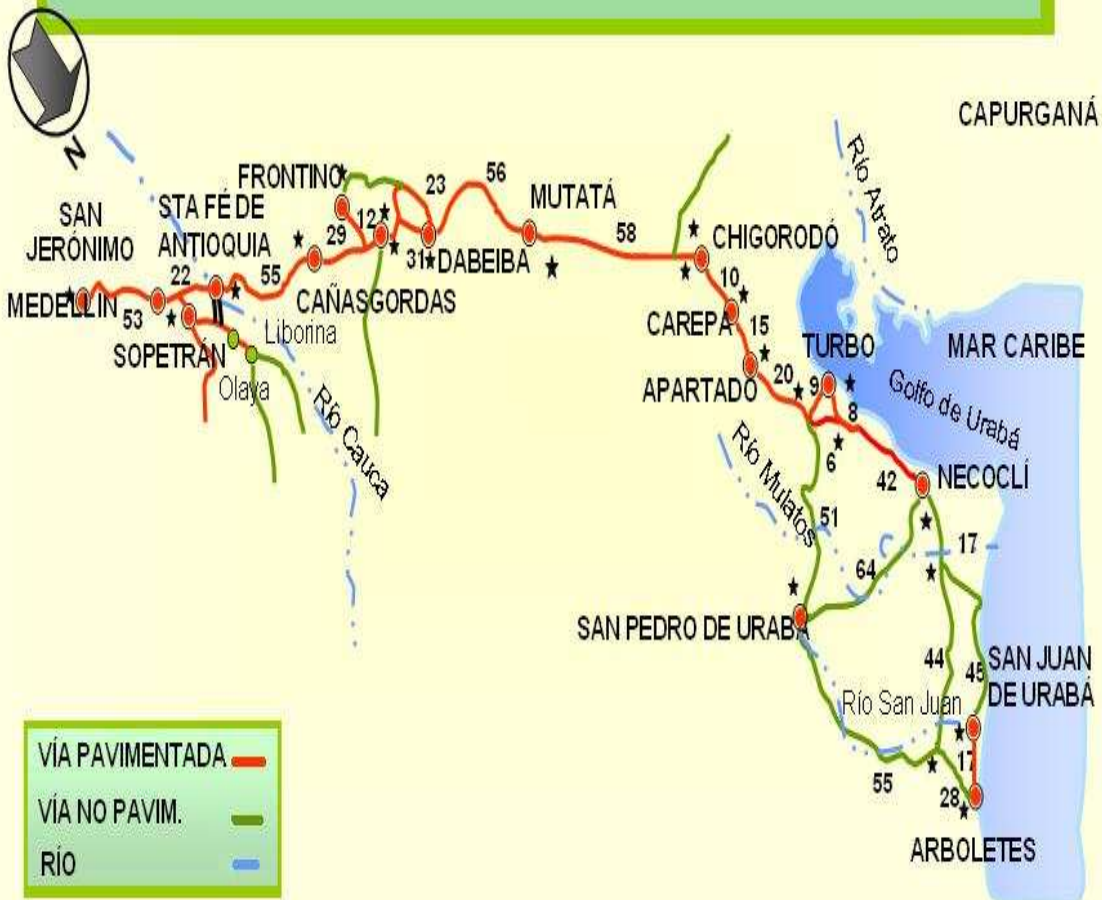 N
CAPURGANÁ
Río Atrato
FRONTINO
23
56
MUTATÁ
SAN
JERÓNIMO
STA FÉ DE
ANTIOQUIA
12
29
31
DABEIBA
58
CHIGORODÓ
22
55
CAÑASGORDAS
10
MEDELLIN
53
CAREPA
15
SOPETRÁN
Liborina
Olaya
Río Cauca
TURBO
MAR CARIBE
APARTADO
20
9
8
Golfo de Urabá
Río Mulatos
6
42
NECOCLÍ
51
17
64
SAN PEDRO DE URABA
44
45
SAN JUAN
DE URABÁ
Río San Juan
17
55
28
ARBOLETES
VÍA PAVIMENTADA
VÍA NO PAVIM.
RÍO